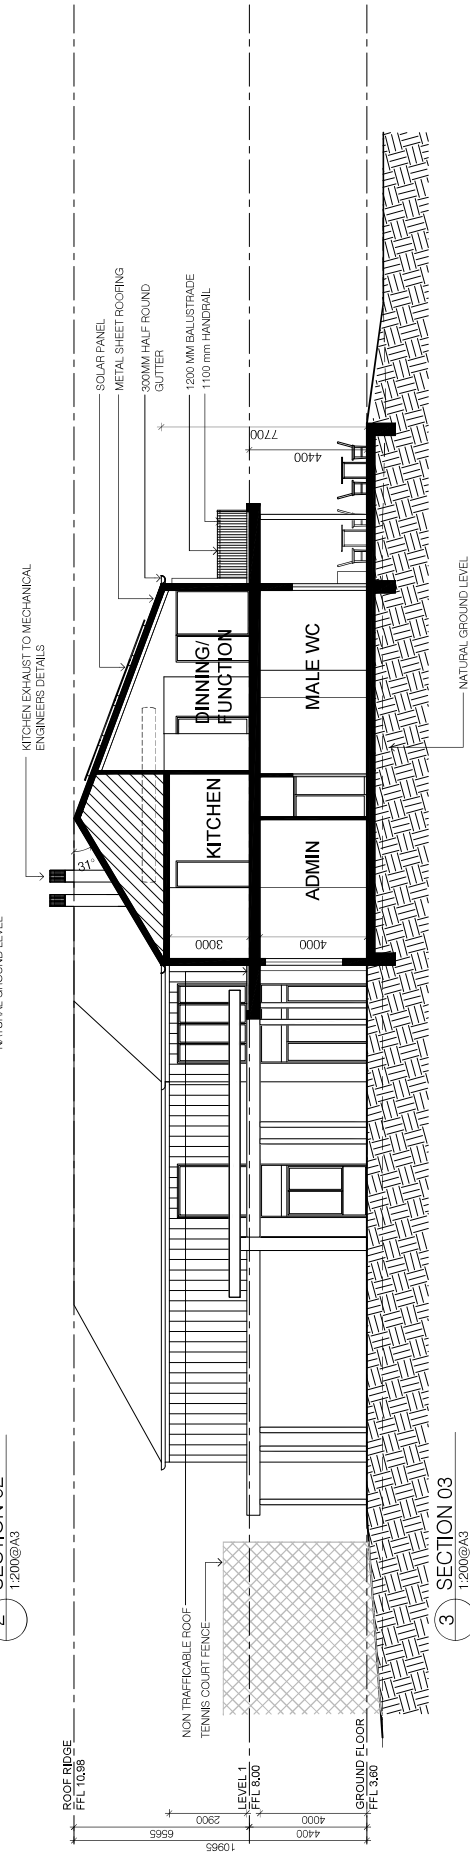 SECTION 02
1:200@A3
NATURAL GROUND LEVEL
KITCHEN EXHAUST TO MECHANICAL
ENGINEERS DETAILS
SOLAR PANEL
METAL SHEET ROOFING
300MM HALF ROUND
GUTTER
1200 MM BALUSTRADE
1100 mm HANDRAIL
ROOF RIDGE
FFL 10.98
31°
DINNING/
FUNCTION
KITCHEN
MALE WC
ADMIN
3000
4000
7700
4400
NON TRAFFICABLE ROOF
TENNIS COURT FENCE
LEVEL 1
FFL 8.00
GROUND FLOOR
FFL 3.60
2900
4000
6565
4400
10965
NATURAL GROUND LEVEL
3
SECTION 03
1:200@A3